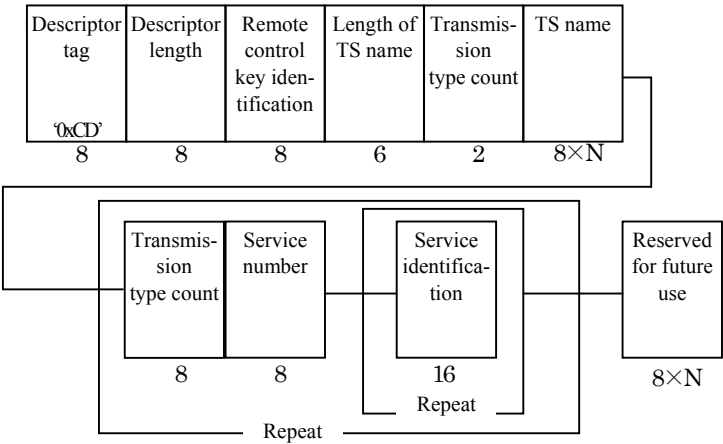 Descriptor
tag
'0xCD'
Descriptor
length
Remote
control
key iden-
tification
Length of
TS name
Transmis-
sion
type count
TS name
8
8
8
6
2
8×N
Transmis-
sion
type count
Service
number
Service
identifica-
tion
Reserved
for future
use
8
8
16
8×N
Repeat
Repeat